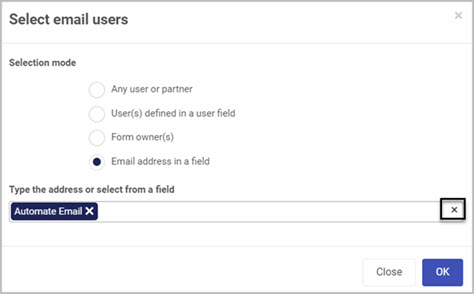 Select email users
Selection mode
Any user or partner
User(s) defined in a user field
Form owner(s)
Email address in a field
Type the address or select from a field
Automate Email
Close OK